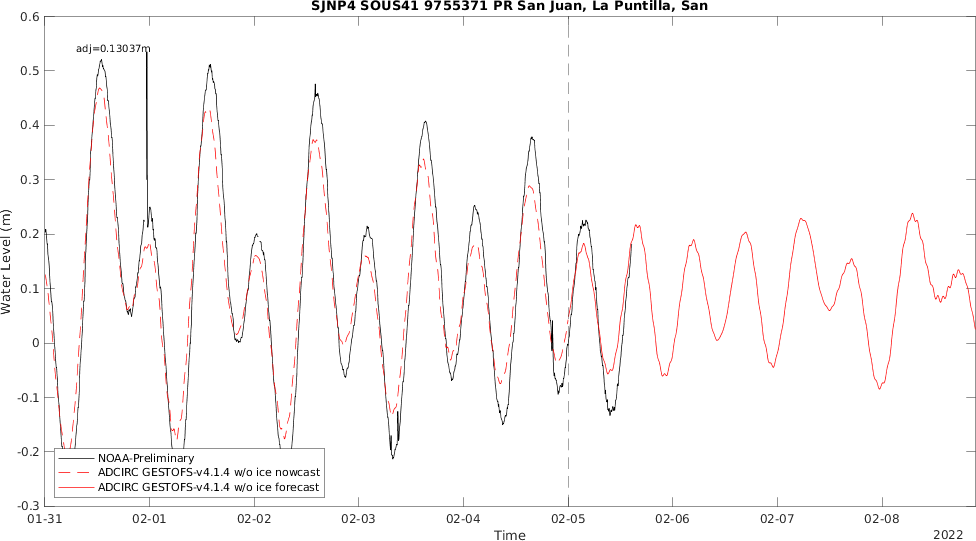 SJNP4 SOUS41 9755371 PR San Juan, La Puntilla, San
0.6
adj=0.13037m
0.5
0.4
0.3
0.2
0.1
0
-0.1
-0.2
-0.3
Water Level (m)
NOAA-Preliminary
ADCIRC GESTOFS-v4.1.4 w/o ice nowcast
ADCIRC GESTOFS-v4.1.4 w/o ice forecast
01-31 02-01 02-02 02-03 02-04 02-05 02-06 02-07 02-08
Time
2022